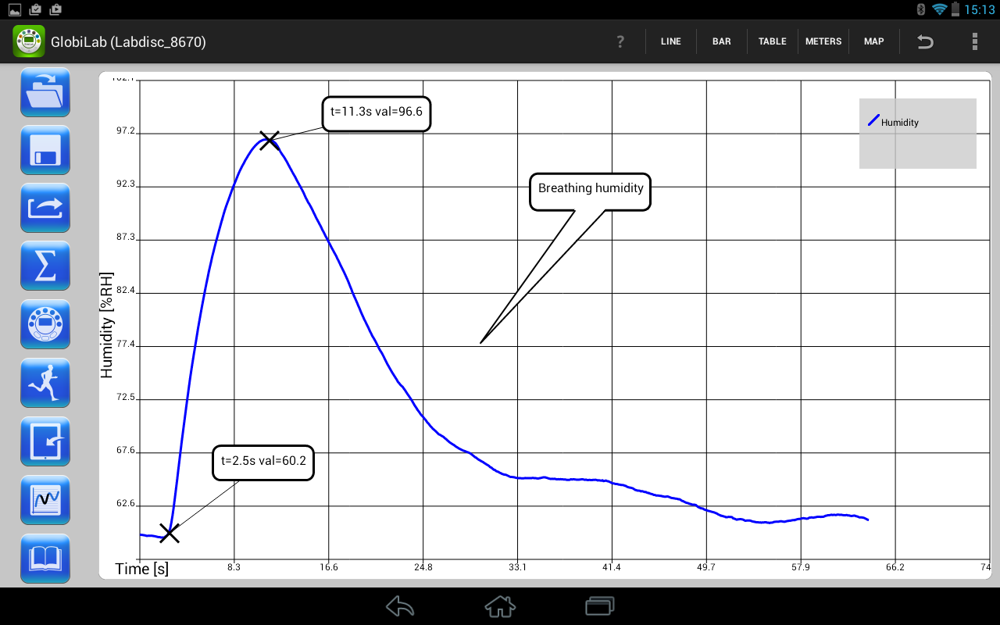 15:13
GlobiLab (Labdisc_8670)
?
LINE
BAR
TABLE
METERS
MAP
102.1
97.2
92.3
87.3
82.4
77.4
72.5
67.6
62.6
Humidity [%RH]
t=11.3s val=96.6
Humidity
Breathing humidity
t=2.5s val=60.2
Σ
Time [s]
8.3
16.6
24.8
33.1
41.4
49.7
57.9
66.2
74